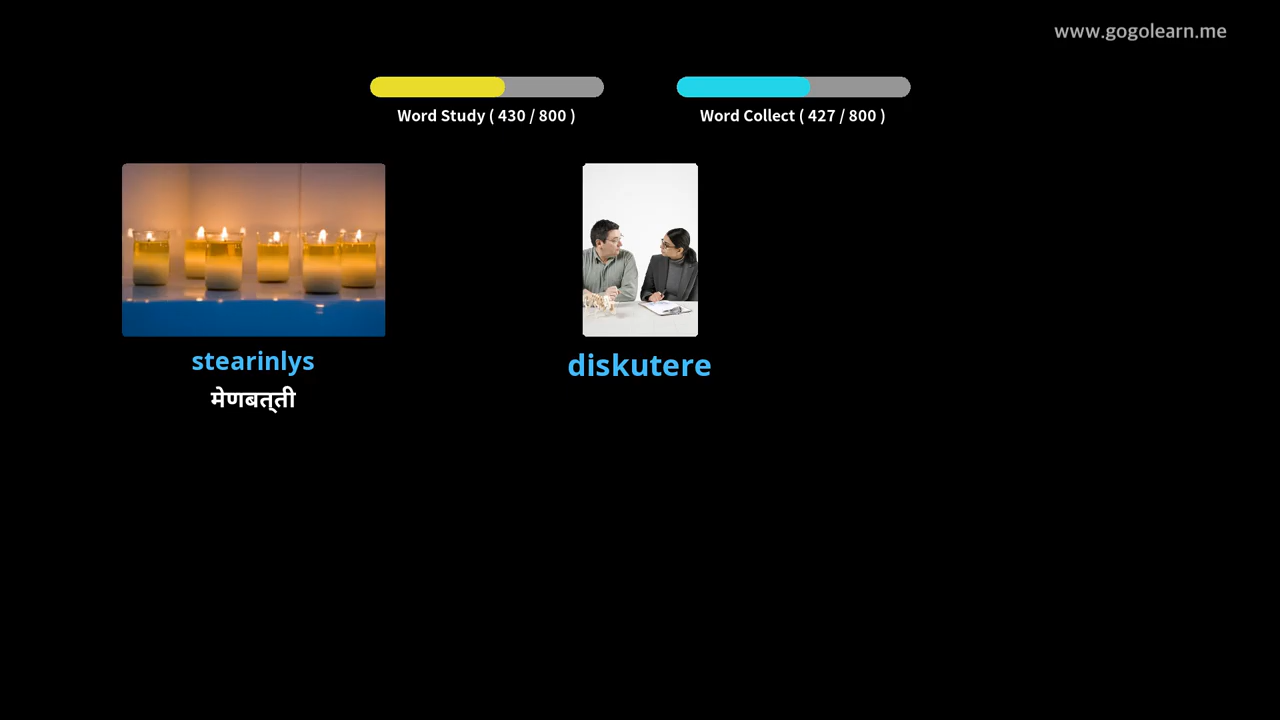 www.gogolearn.me
Word Study ( 430 / 800 )
Word Collect ( 427 / 800 )
stearinlys
मेणबत्ती
diskutere